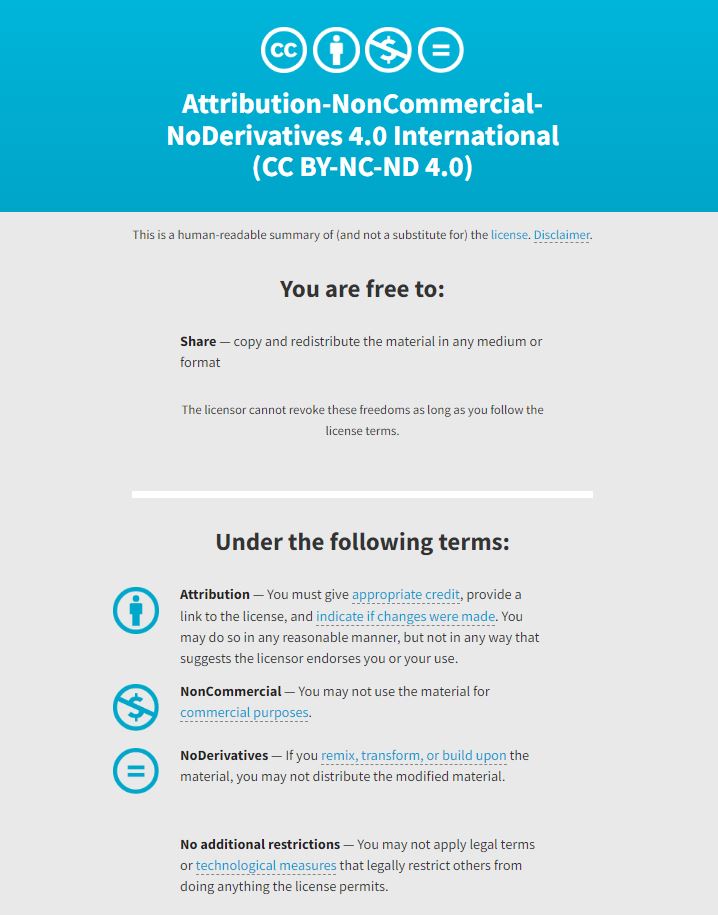 Attribution-NonCommercial-
NoDerivatives 4.0 International
(CC BY-NC-ND 4.0)
This is a human-readable summary of (and not a substitute for) the license. Disclaimer.
You are free to:
Share — copy and redistribute the material in any medium or
format
The licensor cannot revoke these freedoms as long as you follow the
license terms.
Under the following terms:
Attribution — You must give appropriate credit, provide a
link to the license, and indicate if changes were made. You
may do so in any reasonable manner, but not in any way that
suggests the licensor endorses you or your use.
NonCommercial — You may not use the material for
commercial purposes.
NoDerivatives — If you remix, transform, or build upon the
material, you may not distribute the modified material.
No additional restrictions — You may not apply legal terms
or technological measures that legally restrict others from
doing anything the license permits.